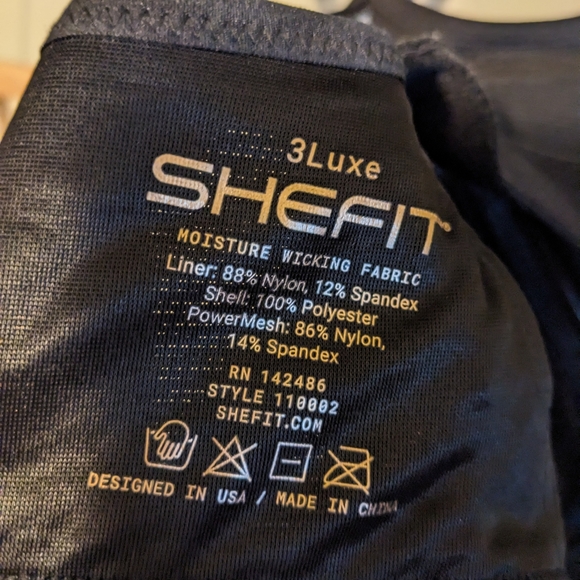 3Luxe
SHEFIT
MOISTURE WICKING FABRIC
Liner: 88% Nylon, 12% Spandex
Shell: 100% Polyester
PowerMesh: 86% Nylon,
14% Spandex
RN 142486
STYLE 110002
SHEFIT.COM
DESIGNED IN USA / MADE IN CHINA